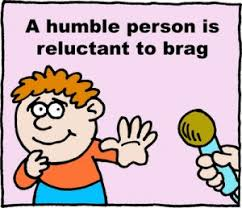 A humble person is
reluctant to brag